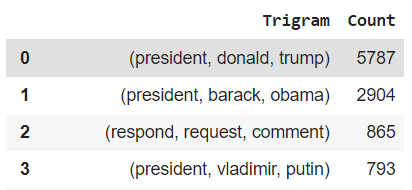 Trigram Count
0 (president, donald, trump) 5787
1 (president, barack, obama) 2904
2 (respond, request, comment) 865
3 (president, vladimir, putin) 793